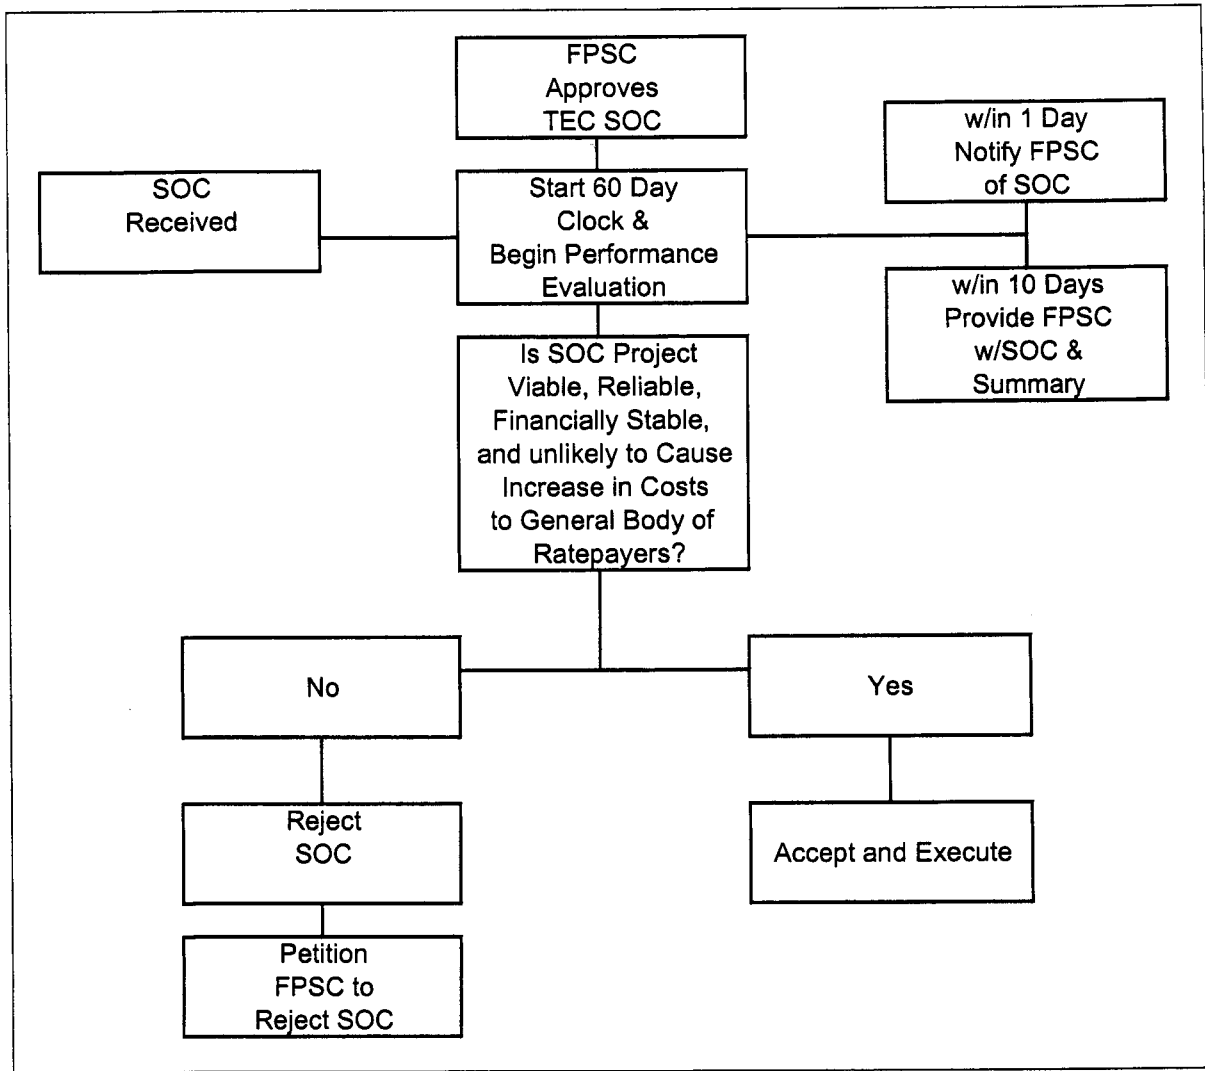 FPSC
Approves
TEC SOC
w/in 1 Day
Notify FPSC
of SOC
SOC
Received
Start 60 Day
Clock &
Begin Performance
Evaluation
w/in 10 Days
Provide FPSC
w/SOC &
Summary
Is SOC Project
Viable, Reliable,
Financially Stable,
and unlikely to Cause
Increase in Costs
to General Body of
Ratepayers?
No
Yes
Reject
SOC
Accept and Execute
Petition
FPSC to
Reject SOC